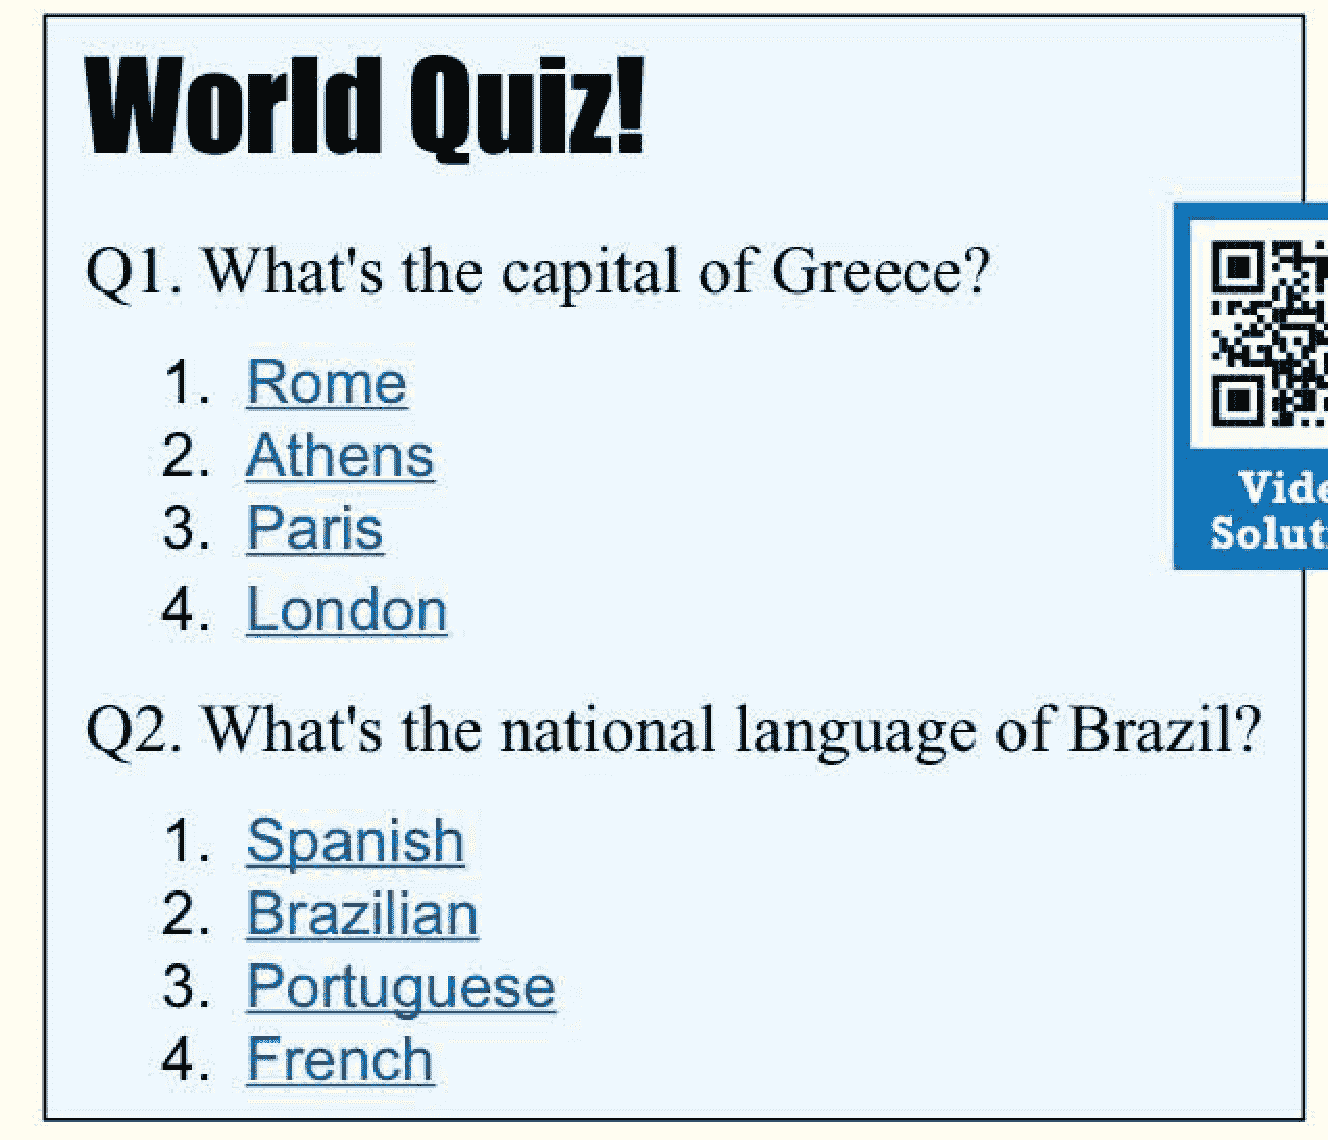 World Quiz!
Q1. What's the capital of Greece?
1. Rome
2. Athens
3. Paris
4. London
Q2. What's the national language of Brazil?
1. Spanish
2. Brazilian
3. Portuguese
4. French